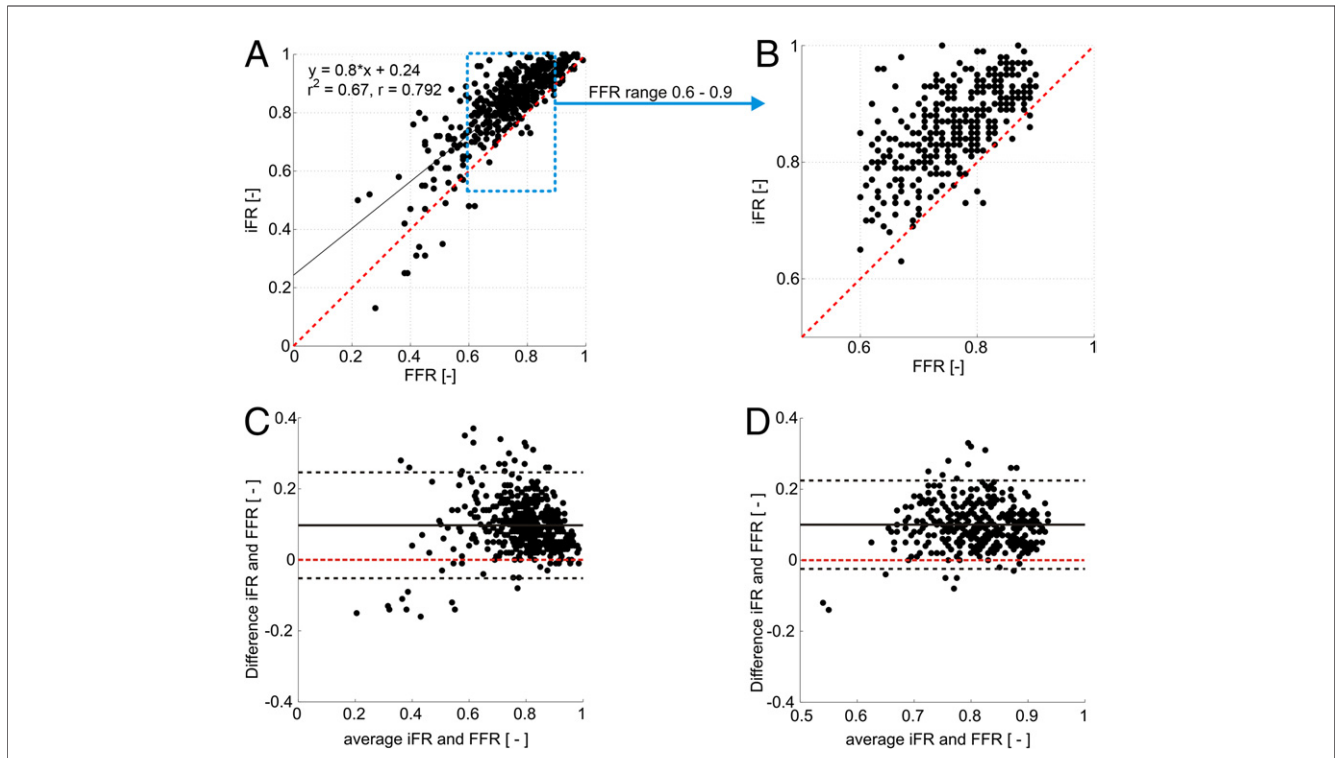 A
y = 0.8*x + 0.24
r² = 0.67, r = 0.792
1
0.8
0.6
0.4
0.2
0
iFR [-]
0
0.2
0.4
0.6
0.8
1
FFR [-]
FFR range 0.6 - 0.9
B
1
0.8
0.6
iFR [-]
0.6
0.8
1
FFR [-]
C
0.4
0.2
0
-0.2
-0.4
Difference iFR and FFR [ - ]
0
0.2
0.4
0.6
0.8
1
average iFR and FFR [ - ]
D
0.4
0.2
0
-0.2
-0.4
Difference iFR and FFR [ - ]
0.5
0.6
0.7
0.8
0.9
1
average iFR and FFR [ - ]